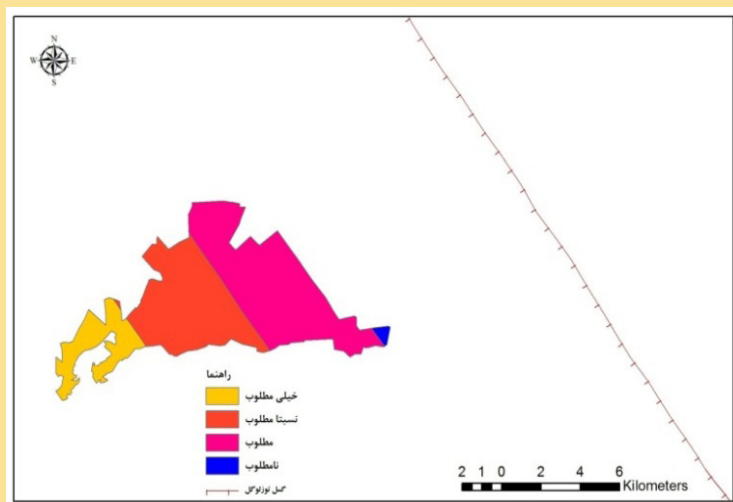 N
W E
S
راهنما
خیلی مطلوب
نسبتا مطلوب
مطلوب
نامطلوب
گسل توزلوگل
2 1 0 2 4 6
Kilometers